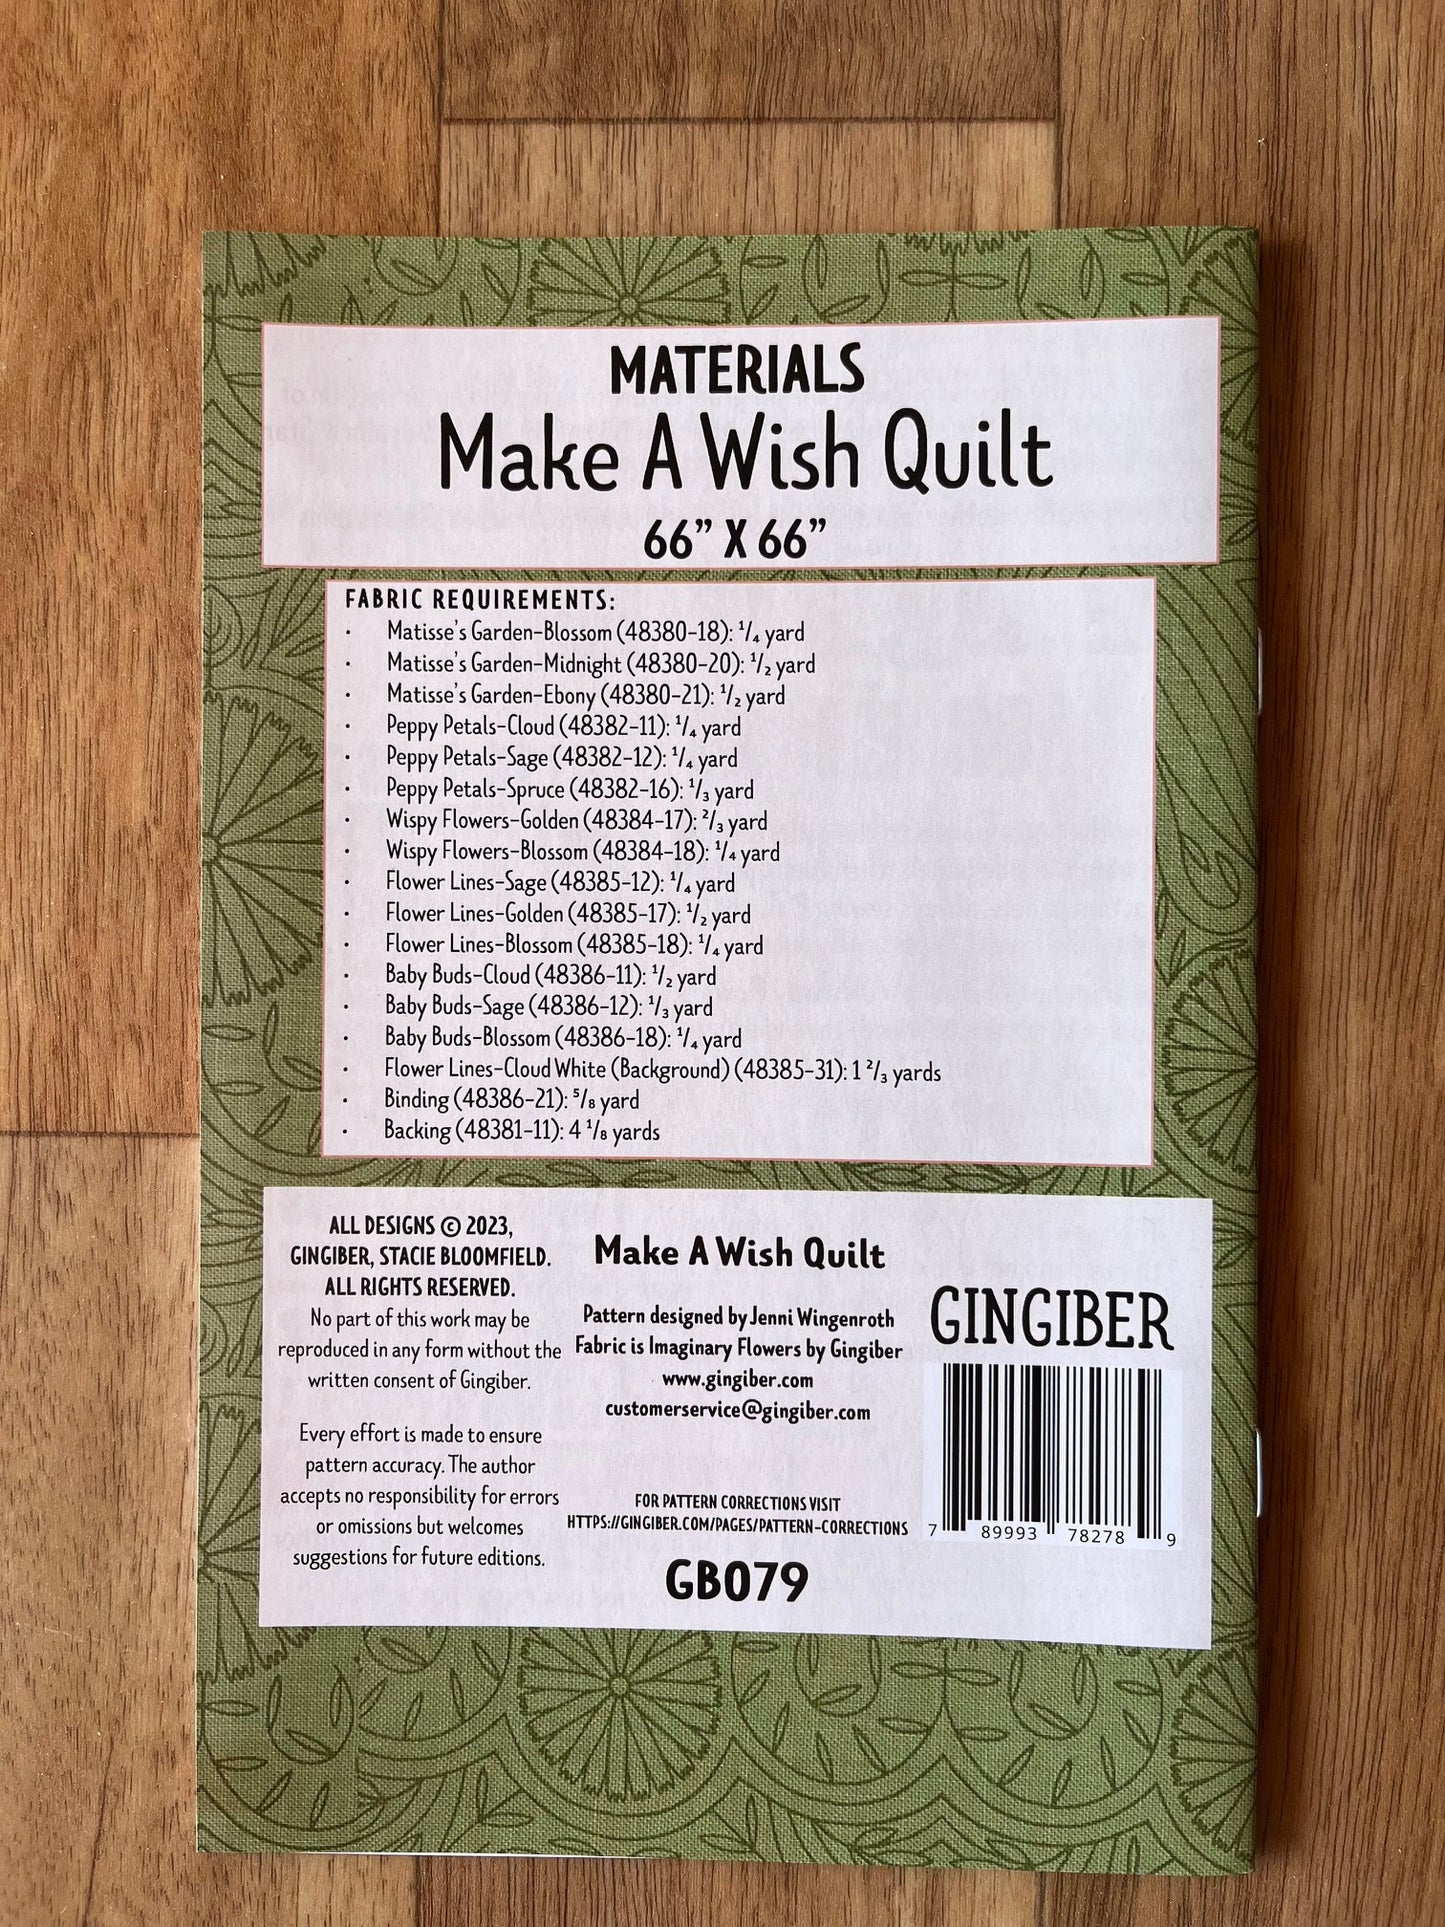 MATERIALS
Make A Wish Quilt
66” X 66”
FABRIC REQUIREMENTS:
• Matisse’s Garden–Blossom (48380–18): ¹/₄ yard
• Matisse’s Garden–Midnight (48380–20): ¹/₂ yard
• Matisse’s Garden–Ebony (48380–21): ¹/₂ yard
• Peppy Petals–Cloud (48382–11): ¹/₄ yard
• Peppy Petals–Sage (48382–12): ¹/₄ yard
• Peppy Petals–Spruce (48382–16): ¹/₃ yard
• Wispy Flowers–Golden (48384–17): ²/₃ yard
• Wispy Flowers–Blossom (48384–18): ¹/₄ yard
• Flower Lines–Sage (48385–12): ¹/₄ yard
• Flower Lines–Golden (48385–17): ¹/₂ yard
• Flower Lines–Blossom (48385–18): ¹/₄ yard
• Baby Buds–Cloud (48386–11): ¹/₂ yard
• Baby Buds–Sage (48386–12): ¹/₃ yard
• Baby Buds–Blossom (48386–18): ¹/₄ yard
• Flower Lines–Cloud White (Background) (48385–31): 1 ²/₃ yards
• Binding (48386–21): ⁵/₈ yard
• Backing (48381–11): 4 ¹/₈ yards
ALL DESIGNS © 2023,
GINGIBER, STACIE BLOOMFIELD.
ALL RIGHTS RESERVED.
No part of this work may be
reproduced in any form without the
written consent of Gingiber.
Every effort is made to ensure
pattern accuracy. The author
accepts no responsibility for errors
or omissions but welcomes
suggestions for future editions.
Make A Wish Quilt
Pattern designed by Jenni Wingenroth
Fabric is Imaginary Flowers by Gingiber
www.gingiber.com
customerservice@gingiber.com
FOR PATTERN CORRECTIONS VISIT
HTTPS://GINGIBER.COM/PAGES/PATTERN-CORRECTIONS
GB079
GINGIBER
7 89993 78278 9